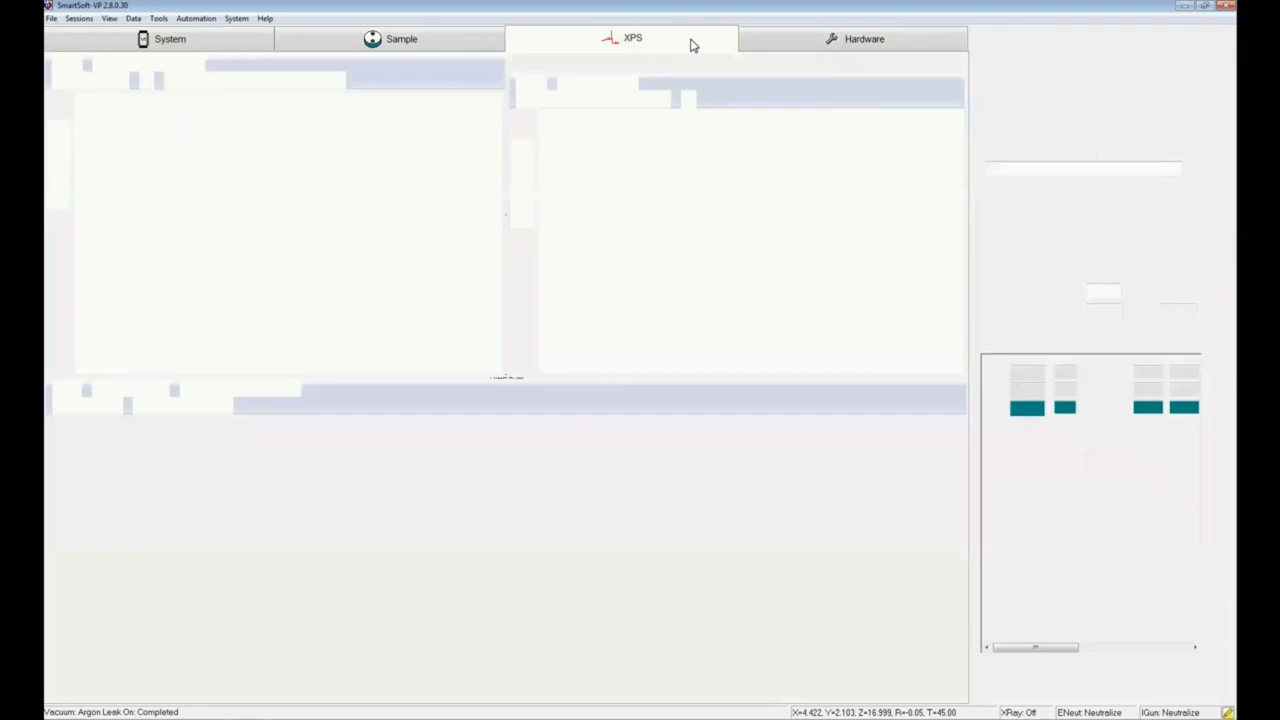 SmartSoft-VP 2.8.0.30
File Sessions View Data Tools Automation System Help
System Sample XPS Hardware
Vacuum: Argon Leak On: Completed X=4.422, Y=2.103, Z=16.999, R=-0.05, T=45.00 XRay: Off ENeut: Neutralize IGun: Neutralize